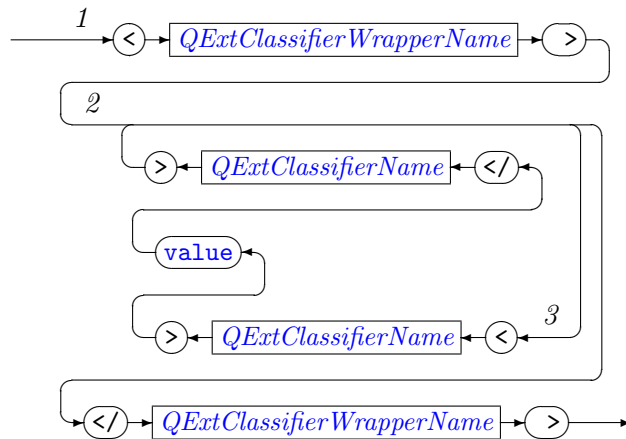 1
< QExtClassifierWrapperName >
2
> QExtClassifierName </
value
> QExtClassifierName < 3
</ QExtClassifierWrapperName >